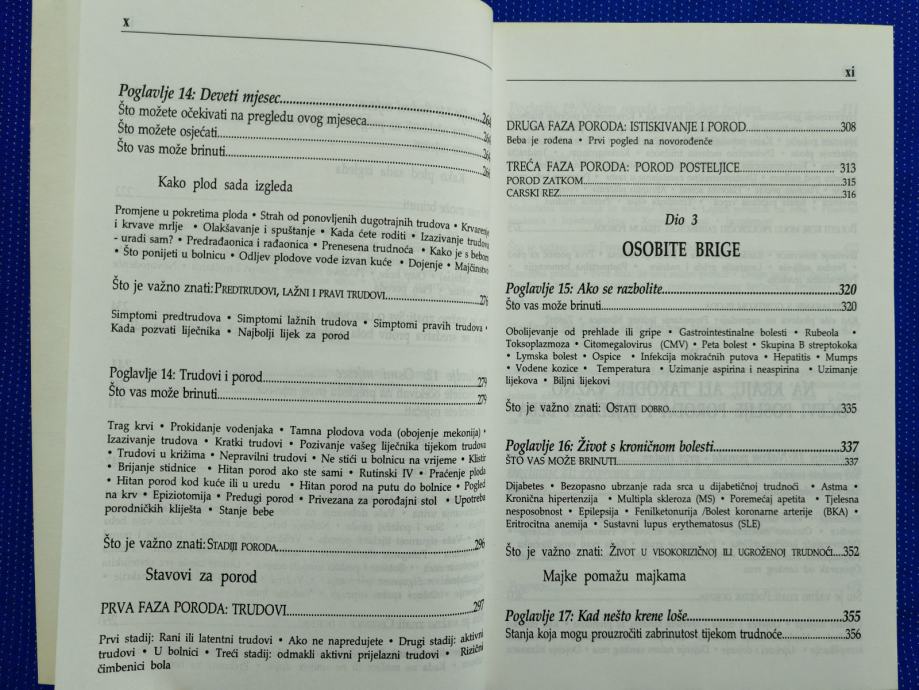 x
Poglavlje 14: Deveti mjesec
Što možete očekivati na pregledu ovog mjeseca
Što možete osjećati
Što vas može brinuti
Kako plod sada izgleda
Promjene u pokretima ploda • Strah od ponovljenih dugotrajnih trudova • Krvarenje
i krvave mrlje • Olakšavanje i spuštanje • Kada ćete roditi • Izazivanje trudova
- uradi sam? • Predrađaonica i rađaonica • Prenesena trudnoća • Kako je s bebom
• Što ponijeti u bolnicu • Odljev plodove vode izvan kuće • Dojenje • Majčinstvo
Što je važno znati: PREDTRUDOVI, LAŽNI I PRAVI TRUDOVI 276
Simptomi predtrudova • Simptomi lažnih trudova • Simptomi pravih trudova •
Kada pozvati liječnika • Najbolji lijek za porod
Poglavlje 14: Trudovi i porod 279
Što vas može brinuti 279
Trag krvi • Prokidanje vodenjaka • Tamna plodova voda (obojenje mekonija) •
Izazivanje trudova • Kratki trudovi • Pozivanje vašeg liječnika tijekom trudova
• Trudovi u križima • Nepravilni trudovi • Ne stići u bolnicu na vrijeme • Klistir
• Brijanje stidnice • Hitan porod ako ste sami • Rutinski IV • Praćenje ploda
• Hitan porod kod kuće ili u uredu • Hitan porod na putu do bolnice • Pogled
na krv • Epiziotomija • Predugi porod • Privezana za porođajni stol • Upotreba
porodničkih kliješta • Stanje bebe
Što je važno znati: STADIJI PORODA 296
Stavovi za porod
PRVA FAZA PORODA: TRUDOVI 297
Prvi stadij: Rani ili latentni trudovi • Ako ne napredujete • Drugi stadij: aktivni
trudovi • U bolnici • Treći stadij: odmakli aktivni prijelazni trudovi • Rizični
čimbenici bola
xi
DRUGA FAZA PORODA: ISTISKIVANJE I POROD 308
Beba je rođena • Prvi pogled na novorođenče
TREĆA FAZA PORODA: POROD POSTELJICE 313
POROD ZATKOM 315
CARSKI REZ 316
Dio 3
OSOBITE BRIGE
Poglavlje 15: Ako se razbolite 320
Što vas može brinuti 320
Obolijevanje od prehlade ili gripe • Gastrointestinalne bolesti • Rubeola •
Toksoplazmoza • Citomegalovirus (CMV) • Peta bolest • Skupina B streptokoka
• Lymska bolest • Ospice • Infekcija mokraćnih putova • Hepatitis • Mumps
• Vodene kozice • Temperatura • Uzimanje aspirina i neaspirina • Uzimanje
lijekova • Biljni lijekovi
Što je važno znati: OSTATI DOBRO 335
Poglavlje 16: Život s kroničnom bolesti 337
ŠTO VAS MOŽE BRINUTI 337
Dijabetes • Bezopasno ubrzanje rada srca u dijabetičnoj trudnoći • Astma •
Kronična hipertenzija • Multipla skleroza (MS) • Poremećaj apetita • Tjelesna
nesposobnost • Epilepsija • Fenilketonurija /Bolest koronarne arterije (BKA) •
Eritrocitna anemija • Sustavni lupus erythematosus (SLE)
Što je važno znati: ŽIVOT U VISOKORIZIČNOJ ILI UGROŽENOJ TRUDNOĆI 352
Majke pomažu majkama
Poglavlje 17: Kad nešto krene loše 355
Stanja koja mogu prouzročiti zabrinutost tijekom trudnoće 356